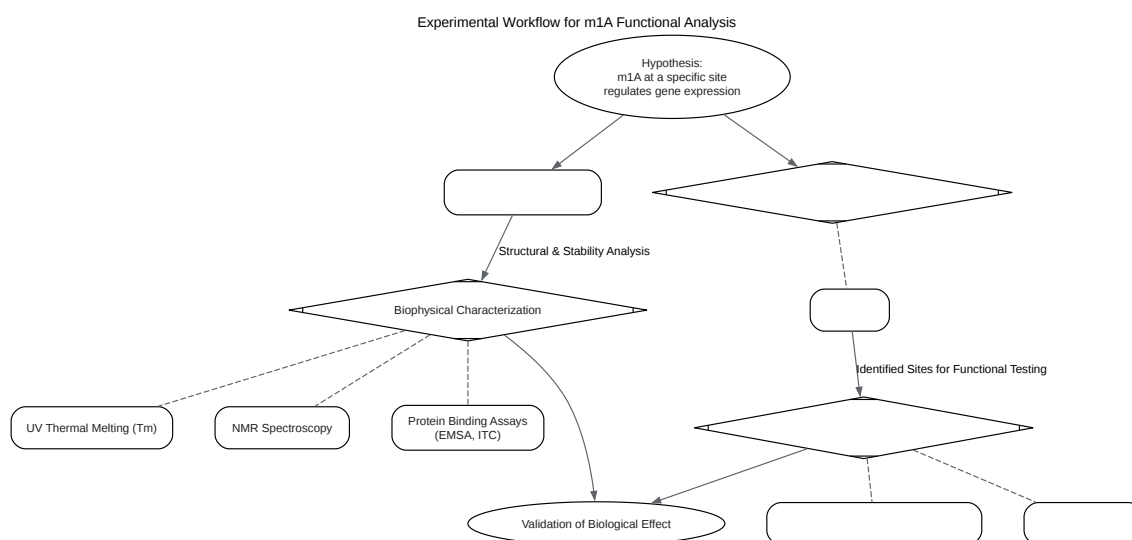 Experimental Workflow for m1A Functional Analysis
Hypothesis:
m1A at a specific site
regulates gene expression
Structural & Stability Analysis
Biophysical Characterization
Identified Sites for Functional Testing
UV Thermal Melting (Tm)
NMR Spectroscopy
Protein Binding Assays
(EMSA, ITC)
Validation of Biological Effect